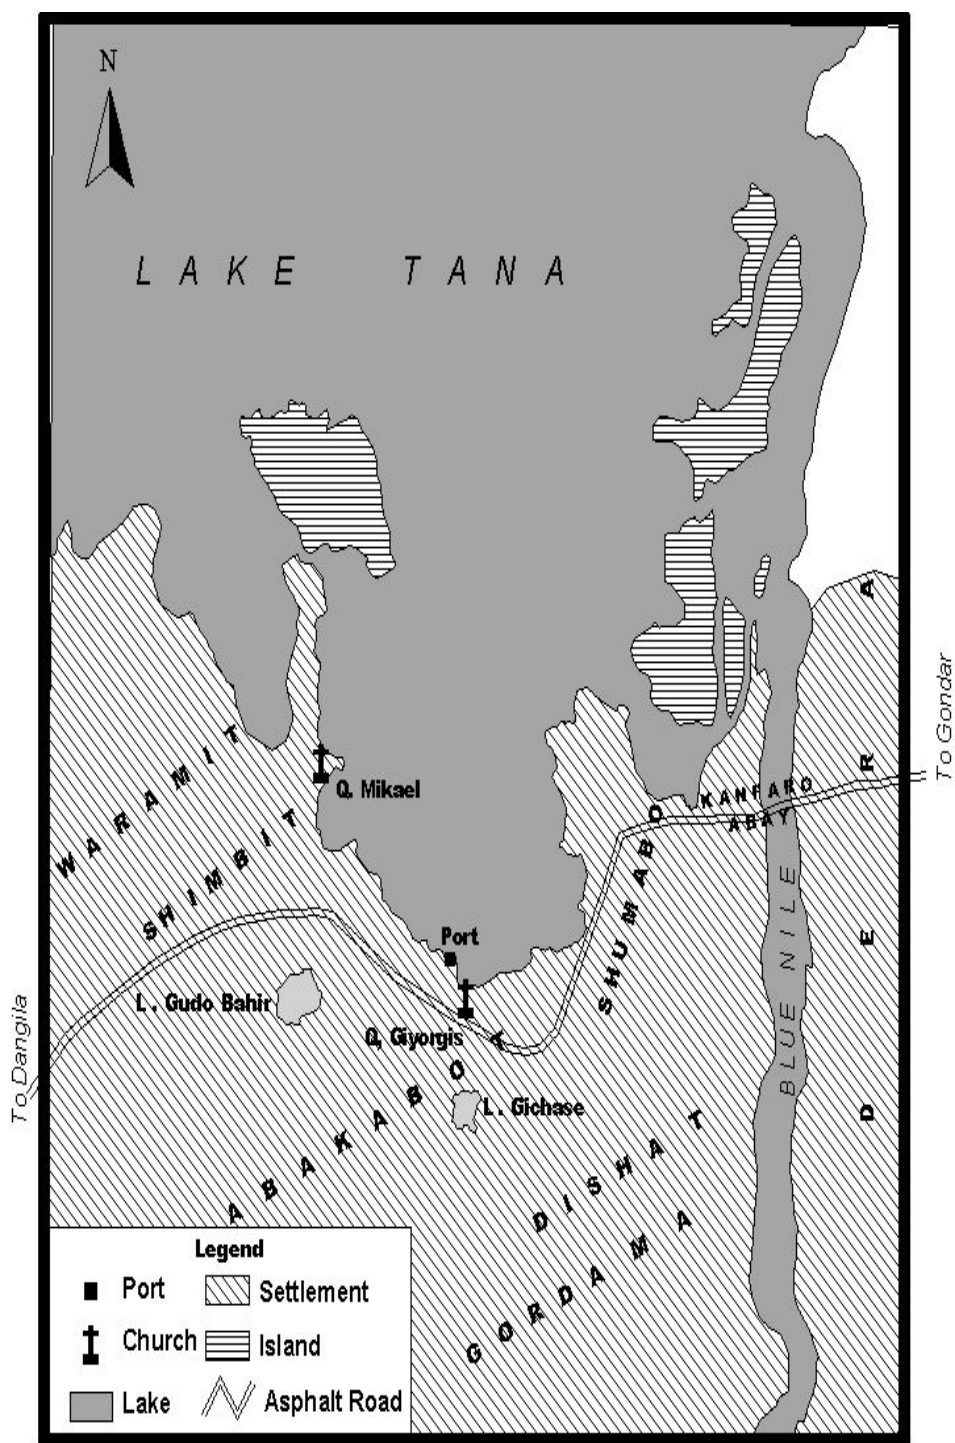 N
LAKE TANA
DERA
To Gondar
WARAMIT
Q, Mikael
SHIMBIT
KANFARO
ABAY
SHUMABO
BLUE NILE
Port
L. Gudo Bahir
Q, Giyorgis
To Dangila
ABAKABOY
L. Gichase
DISHAT
GORDAMA
Legend
Port
Settlement
Church
Island
Lake
Asphalt Road